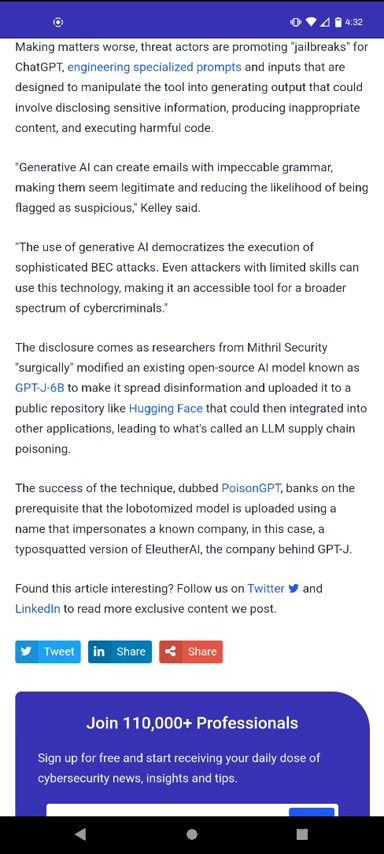 4:32
Making matters worse, threat actors are promoting "jailbreaks" for
ChatGPT, engineering specialized prompts and inputs that are
designed to manipulate the tool into generating output that could
involve disclosing sensitive information, producing inappropriate
content, and executing harmful code.
"Generative AI can create emails with impeccable grammar,
making them seem legitimate and reducing the likelihood of being
flagged as suspicious," Kelley said.
"The use of generative AI democratizes the execution of
sophisticated BEC attacks. Even attackers with limited skills can
use this technology, making it an accessible tool for a broader
spectrum of cybercriminals."
The disclosure comes as researchers from Mithril Security
"surgically" modified an existing open-source AI model known as
GPT-J-6B to make it spread disinformation and uploaded it to a
public repository like Hugging Face that could then integrated into
other applications, leading to what's called an LLM supply chain
poisoning.
The success of the technique, dubbed PoisonGPT, banks on the
prerequisite that the lobotomized model is uploaded using a
name that impersonates a known company, in this case, a
typosquatted version of EleutherAI, the company behind GPT-J.
Found this article interesting? Follow us on Twitter and
LinkedIn to read more exclusive content we post.
Tweet
Share
Share
Join 110,000+ Professionals
Sign up for free and start receiving your daily dose of
cybersecurity news, insights and tips.